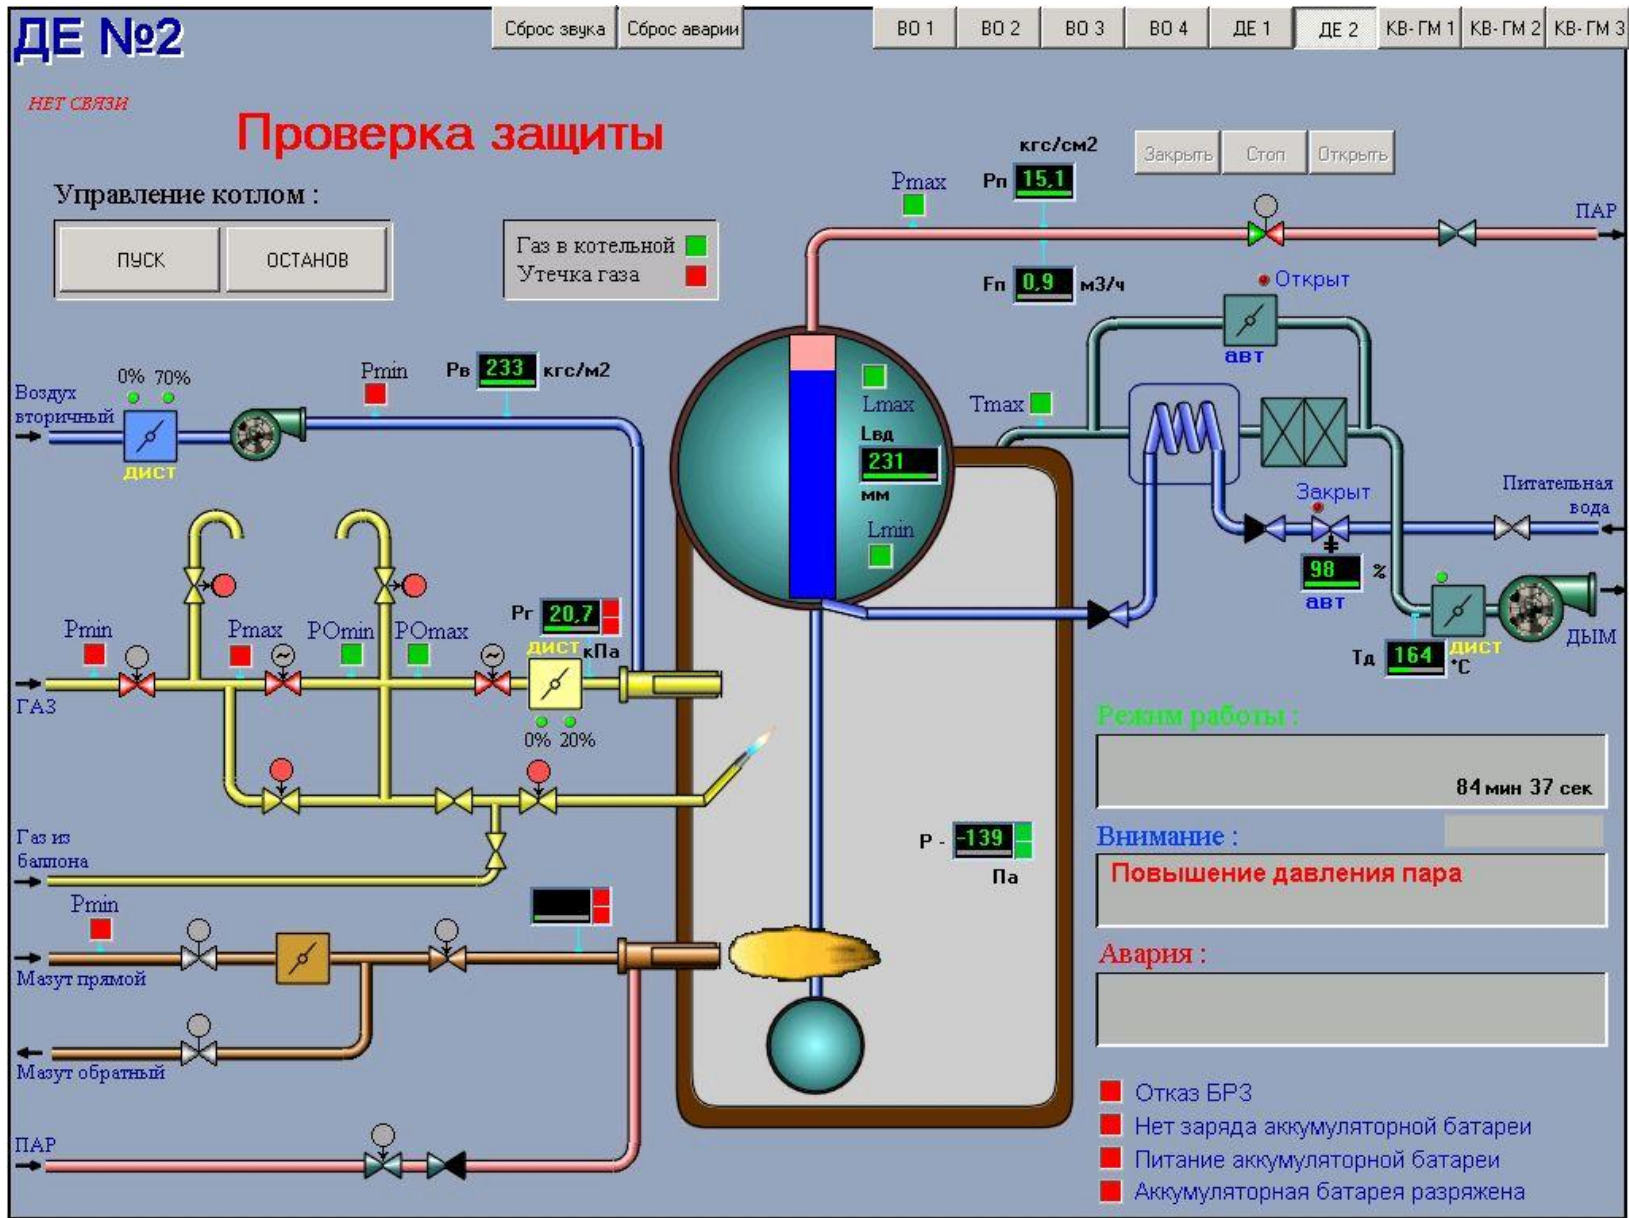 ДЕ №2
Сброс звука
Сброс аварии
ВО 1
ВО 2
ВО 3
ВО 4
ДЕ 1
ДЕ 2
КВ-ГМ 1
КВ-ГМ 2
КВ-ГМ 3
НЕТ СВЯЗИ
Проверка защиты
Управление котлом :
ПУСК
ОСТАНОВ
Газ в котельной
Утечка газа
Pmax
кгс/см2
Рп 15,1
Закрыть
Стоп
Открыть
ПАР
Fп 0,9 м3/ч
Открыт
авт
Воздух
вторичный
0% 70%
дист
Pmin
Рв 233 кгс/м2
Lmax
Lвд
231
мм
Lmin
Tmax
Закрыт
Питательная
вода
98 %
авт
Pmin
Pmax
POmin
POmax
Рг 20,7
дист
кПа
0% 20%
ГАЗ
Тд 164 °С
дист
ДЫМ
Режим работы :
84 мин 37 сек
Внимание :
Повышение давления пара
Авария :
Газ из
баллона
Р - -139
Па
Pmin
Мазут прямой
Мазут обратный
ПАР
Отказ БРЗ
Нет заряда аккумуляторной батареи
Питание аккумуляторной батареи
Аккумуляторная батарея разряжена